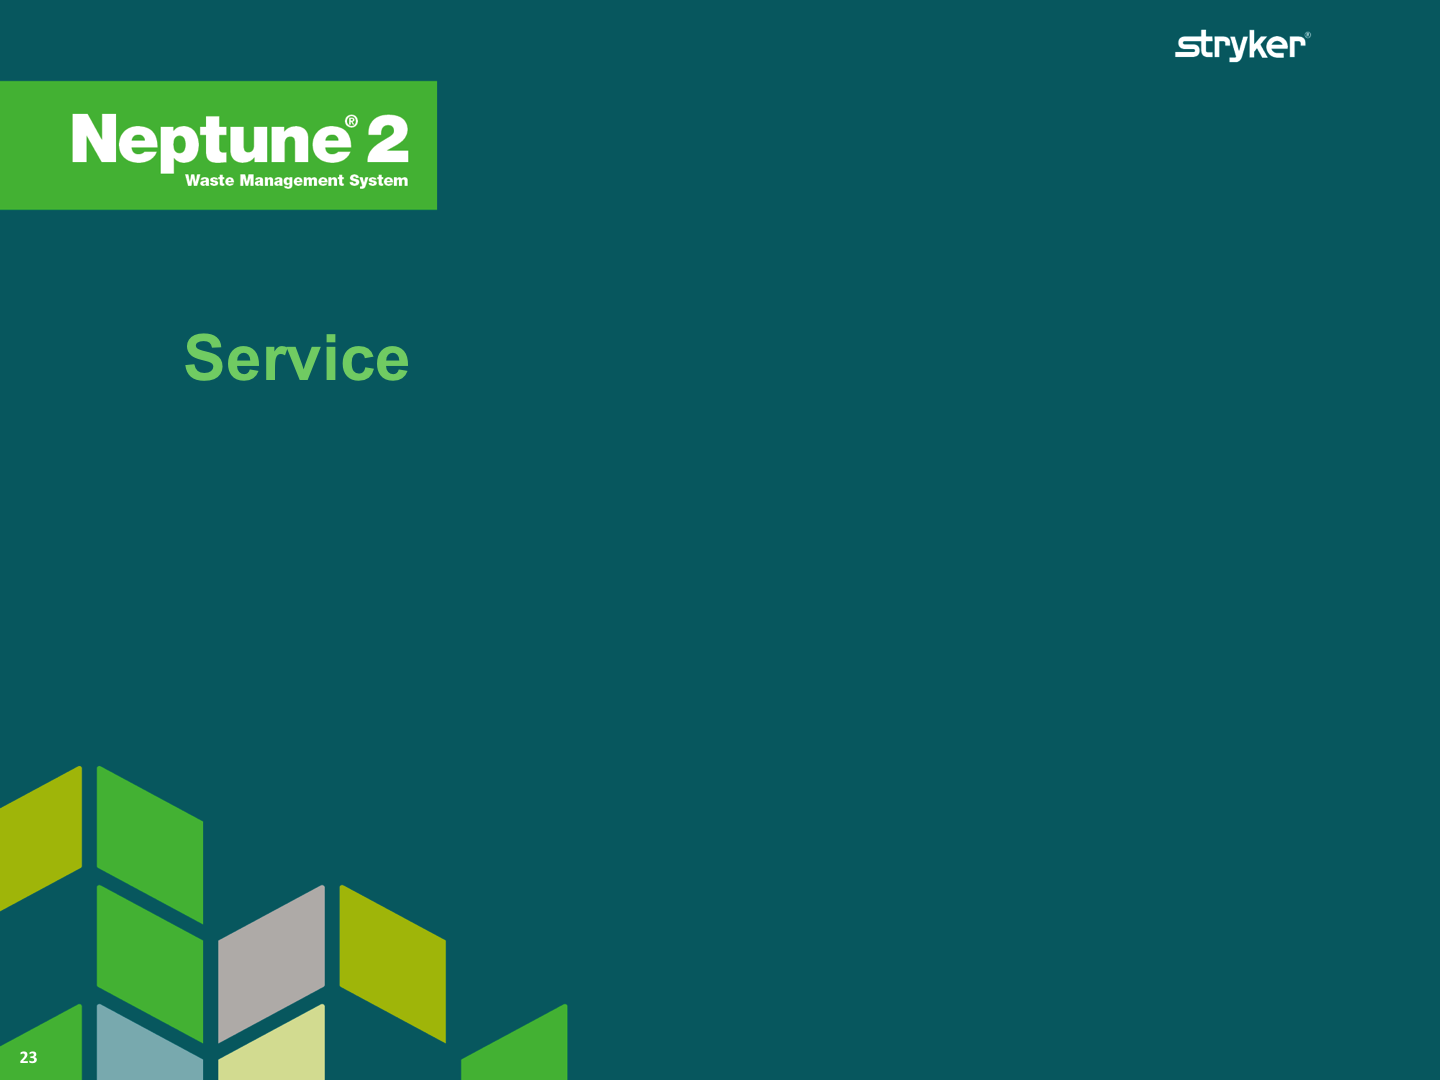 stryker®
Neptune® 2
Waste Management System
Service
23